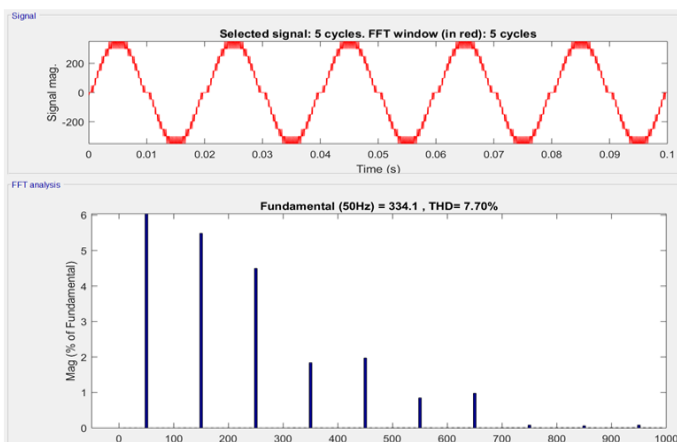 Signal
Selected signal: 5 cycles. FFT window (in red): 5 cycles
Signal mag.
200
0
-200
0 0.01 0.02 0.03 0.04 0.05 0.06 0.07 0.08 0.09 0.1
Time (s)
FFT analysis
Fundamental (50Hz) = 334.1 , THD= 7.70%
Mag (% of Fundamental)
6
5
4
3
2
1
0
0 100 200 300 400 500 600 700 800 900 1000